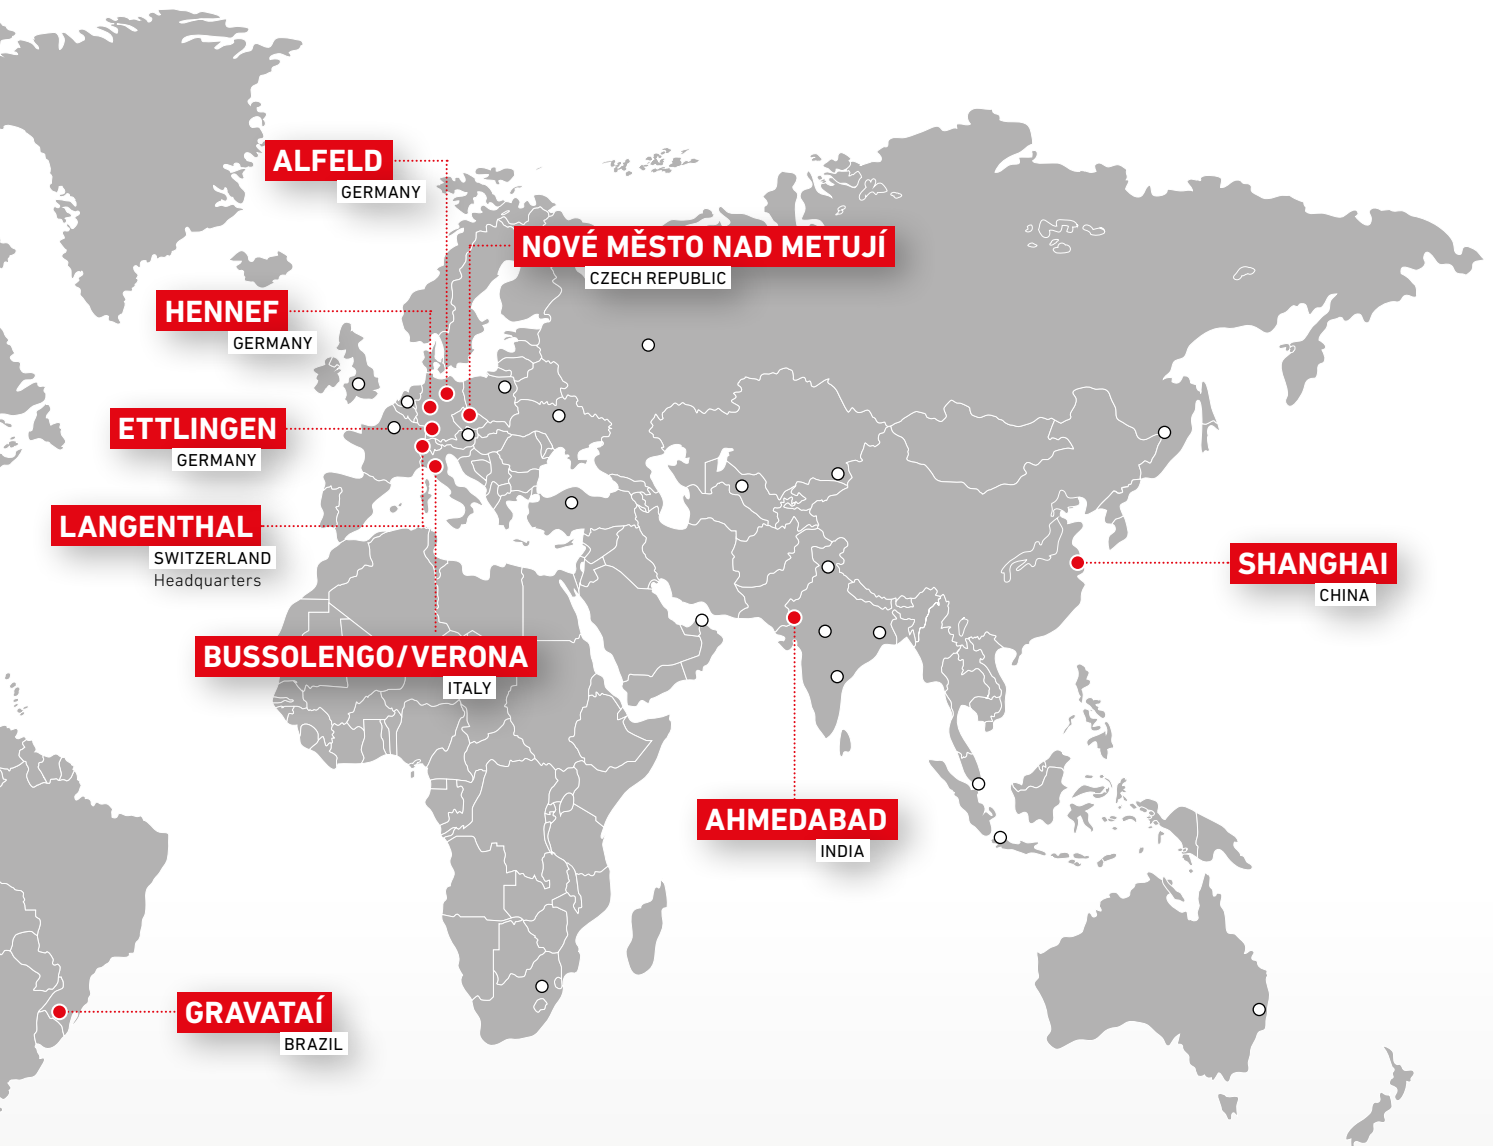 ALFELD
GERMANY
NOVÉ MĚSTO NAD METUJÍ
CZECH REPUBLIC
HENNEF
GERMANY
ETTLINGEN
GERMANY
LANGENTHAL
SWITZERLAND
Headquarters
SHANGHAI
CHINA
BUSSOLENGO/VERONA
ITALY
AHMEDABAD
INDIA
GRAVATAÍ
BRAZIL